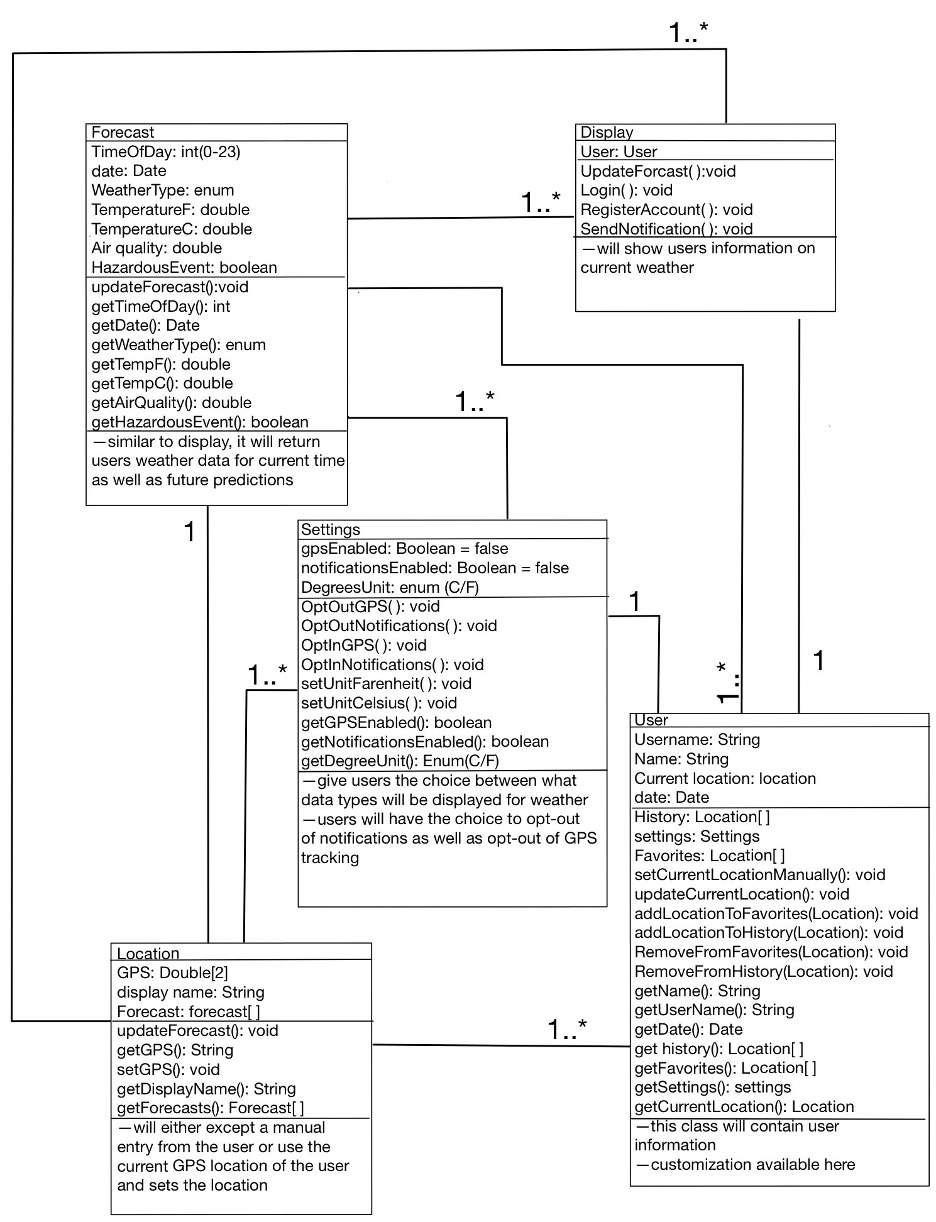 1..*
Forecast
TimeOfDay: int(0-23)
date: Date
WeatherType: enum
TemperatureF: double
TemperatureC: double
Air quality: double
HazardousEvent: boolean
updateForecast():void
getTimeOfDay(): int
getDate(): Date
getWeatherType(): enum
getTempF(): double
getTempC(): double
getAirQuality(): double
getHazardousEvent(): boolean
—similar to display, it will return
users weather data for current time
as well as future predictions
1..*
Display
User: User
UpdateForcast( ):void
Login( ): void
RegisterAccount( ): void
SendNotification( ): void
—will show users information on
current weather
1..*
1
Settings
gpsEnabled: Boolean = false
notificationsEnabled: Boolean = false
DegreesUnit: enum (C/F)
OptOutGPS( ): void
OptOutNotifications( ): void
OptInGPS( ): void
OptInNotifications( ): void
setUnitFarenheit( ): void
setUnitCelsius( ): void
getGPSEnabled(): boolean
getNotificationsEnabled(): boolean
getDegreeUnit(): Enum(C/F)
—give users the choice between what
data types will be displayed for weather
—users will have the choice to opt-out
of notifications as well as opt-out of GPS
tracking
1
1..*
1..*
1
User
Username: String
Name: String
Current location: location
date: Date
History: Location[ ]
settings: Settings
Favorites: Location[ ]
setCurrentLocationManually(): void
updateCurrentLocation(): void
addLocationToFavorites(Location): void
addLocationToHistory(Location): void
RemoveFromFavorites(Location): void
RemoveFromHistory(Location): void
getName(): String
getUserName(): String
getDate(): Date
get history(): Location[ ]
getFavorites(): Location[ ]
getSettings(): settings
getCurrentLocation(): Location
—this class will contain user
information
—customization available here
Location
GPS: Double[2]
display name: String
Forecast: forecast[ ]
updateForecast(): void
getGPS(): String
setGPS(): void
getDisplayName(): String
getForecasts(): Forecast[ ]
—will either except a manual
entry from the user or use the
current GPS location of the user
and sets the location
1..*